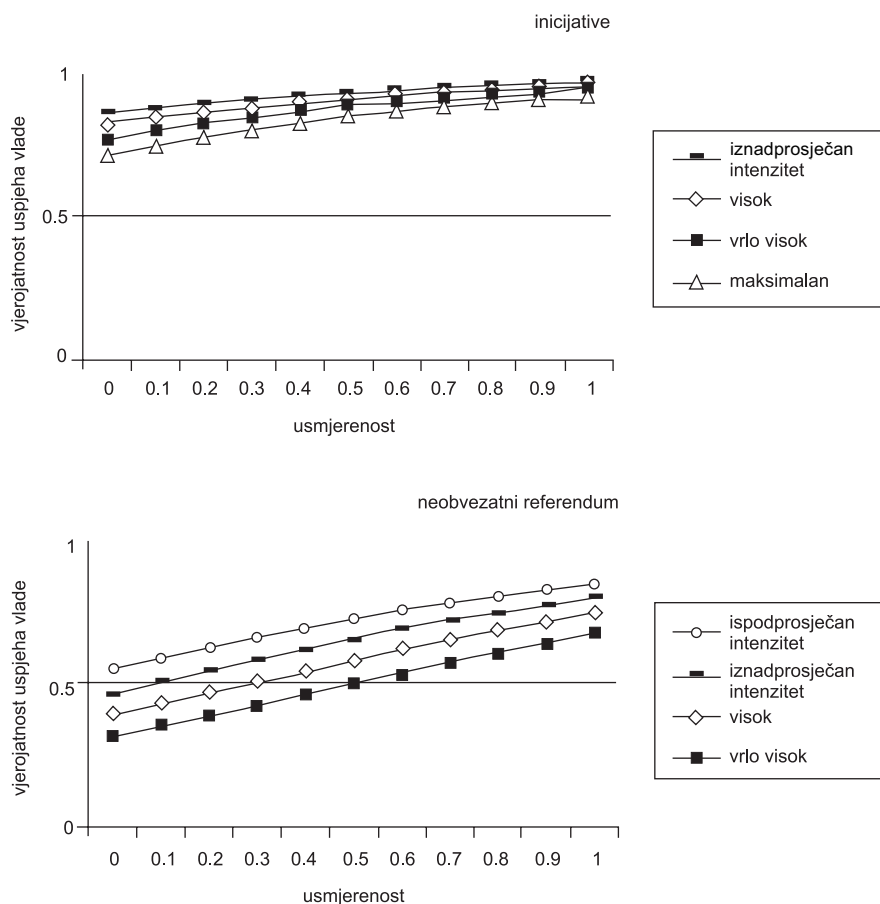 inicijative
vjerojatnost uspjeha vlade
1
0.5
0
0 0.1 0.2 0.3 0.4 0.5 0.6 0.7 0.8 0.9 1
usmjerenost
iznadprosječan
intenzitet
visok
vrlo visok
maksimalan
neobvezatni referendum
vjerojatnost uspjeha vlade
1
0.5
0
0 0.1 0.2 0.3 0.4 0.5 0.6 0.7 0.8 0.9 1
usmjerenost
ispodprosječan
intenzitet
iznadprosječan
intenzitet
visok
vrlo visok